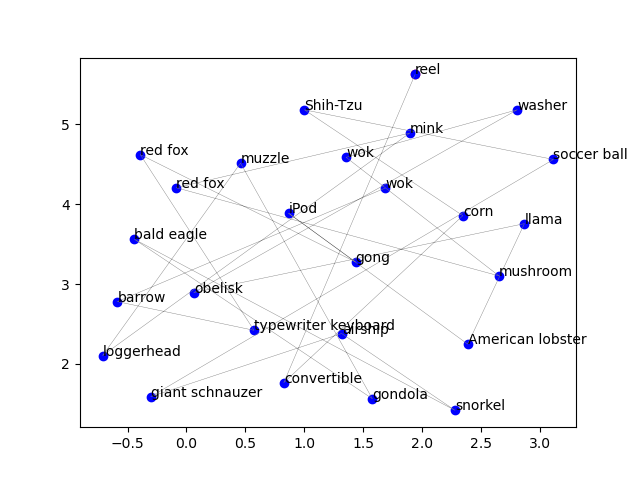 reel
Shih-Tzu
washer
mink
red fox
wok
soccer ball
muzzle
red fox
wok
iPod
corn
llama
bald eagle
gong
mushroom
obelisk
barrow
typewriter keyboard
airship
American lobster
loggerhead
convertible
giant schnauzer
gondola
snorkel
5
4
3
2
−0.5
0.0
0.5
1.0
1.5
2.0
2.5
3.0